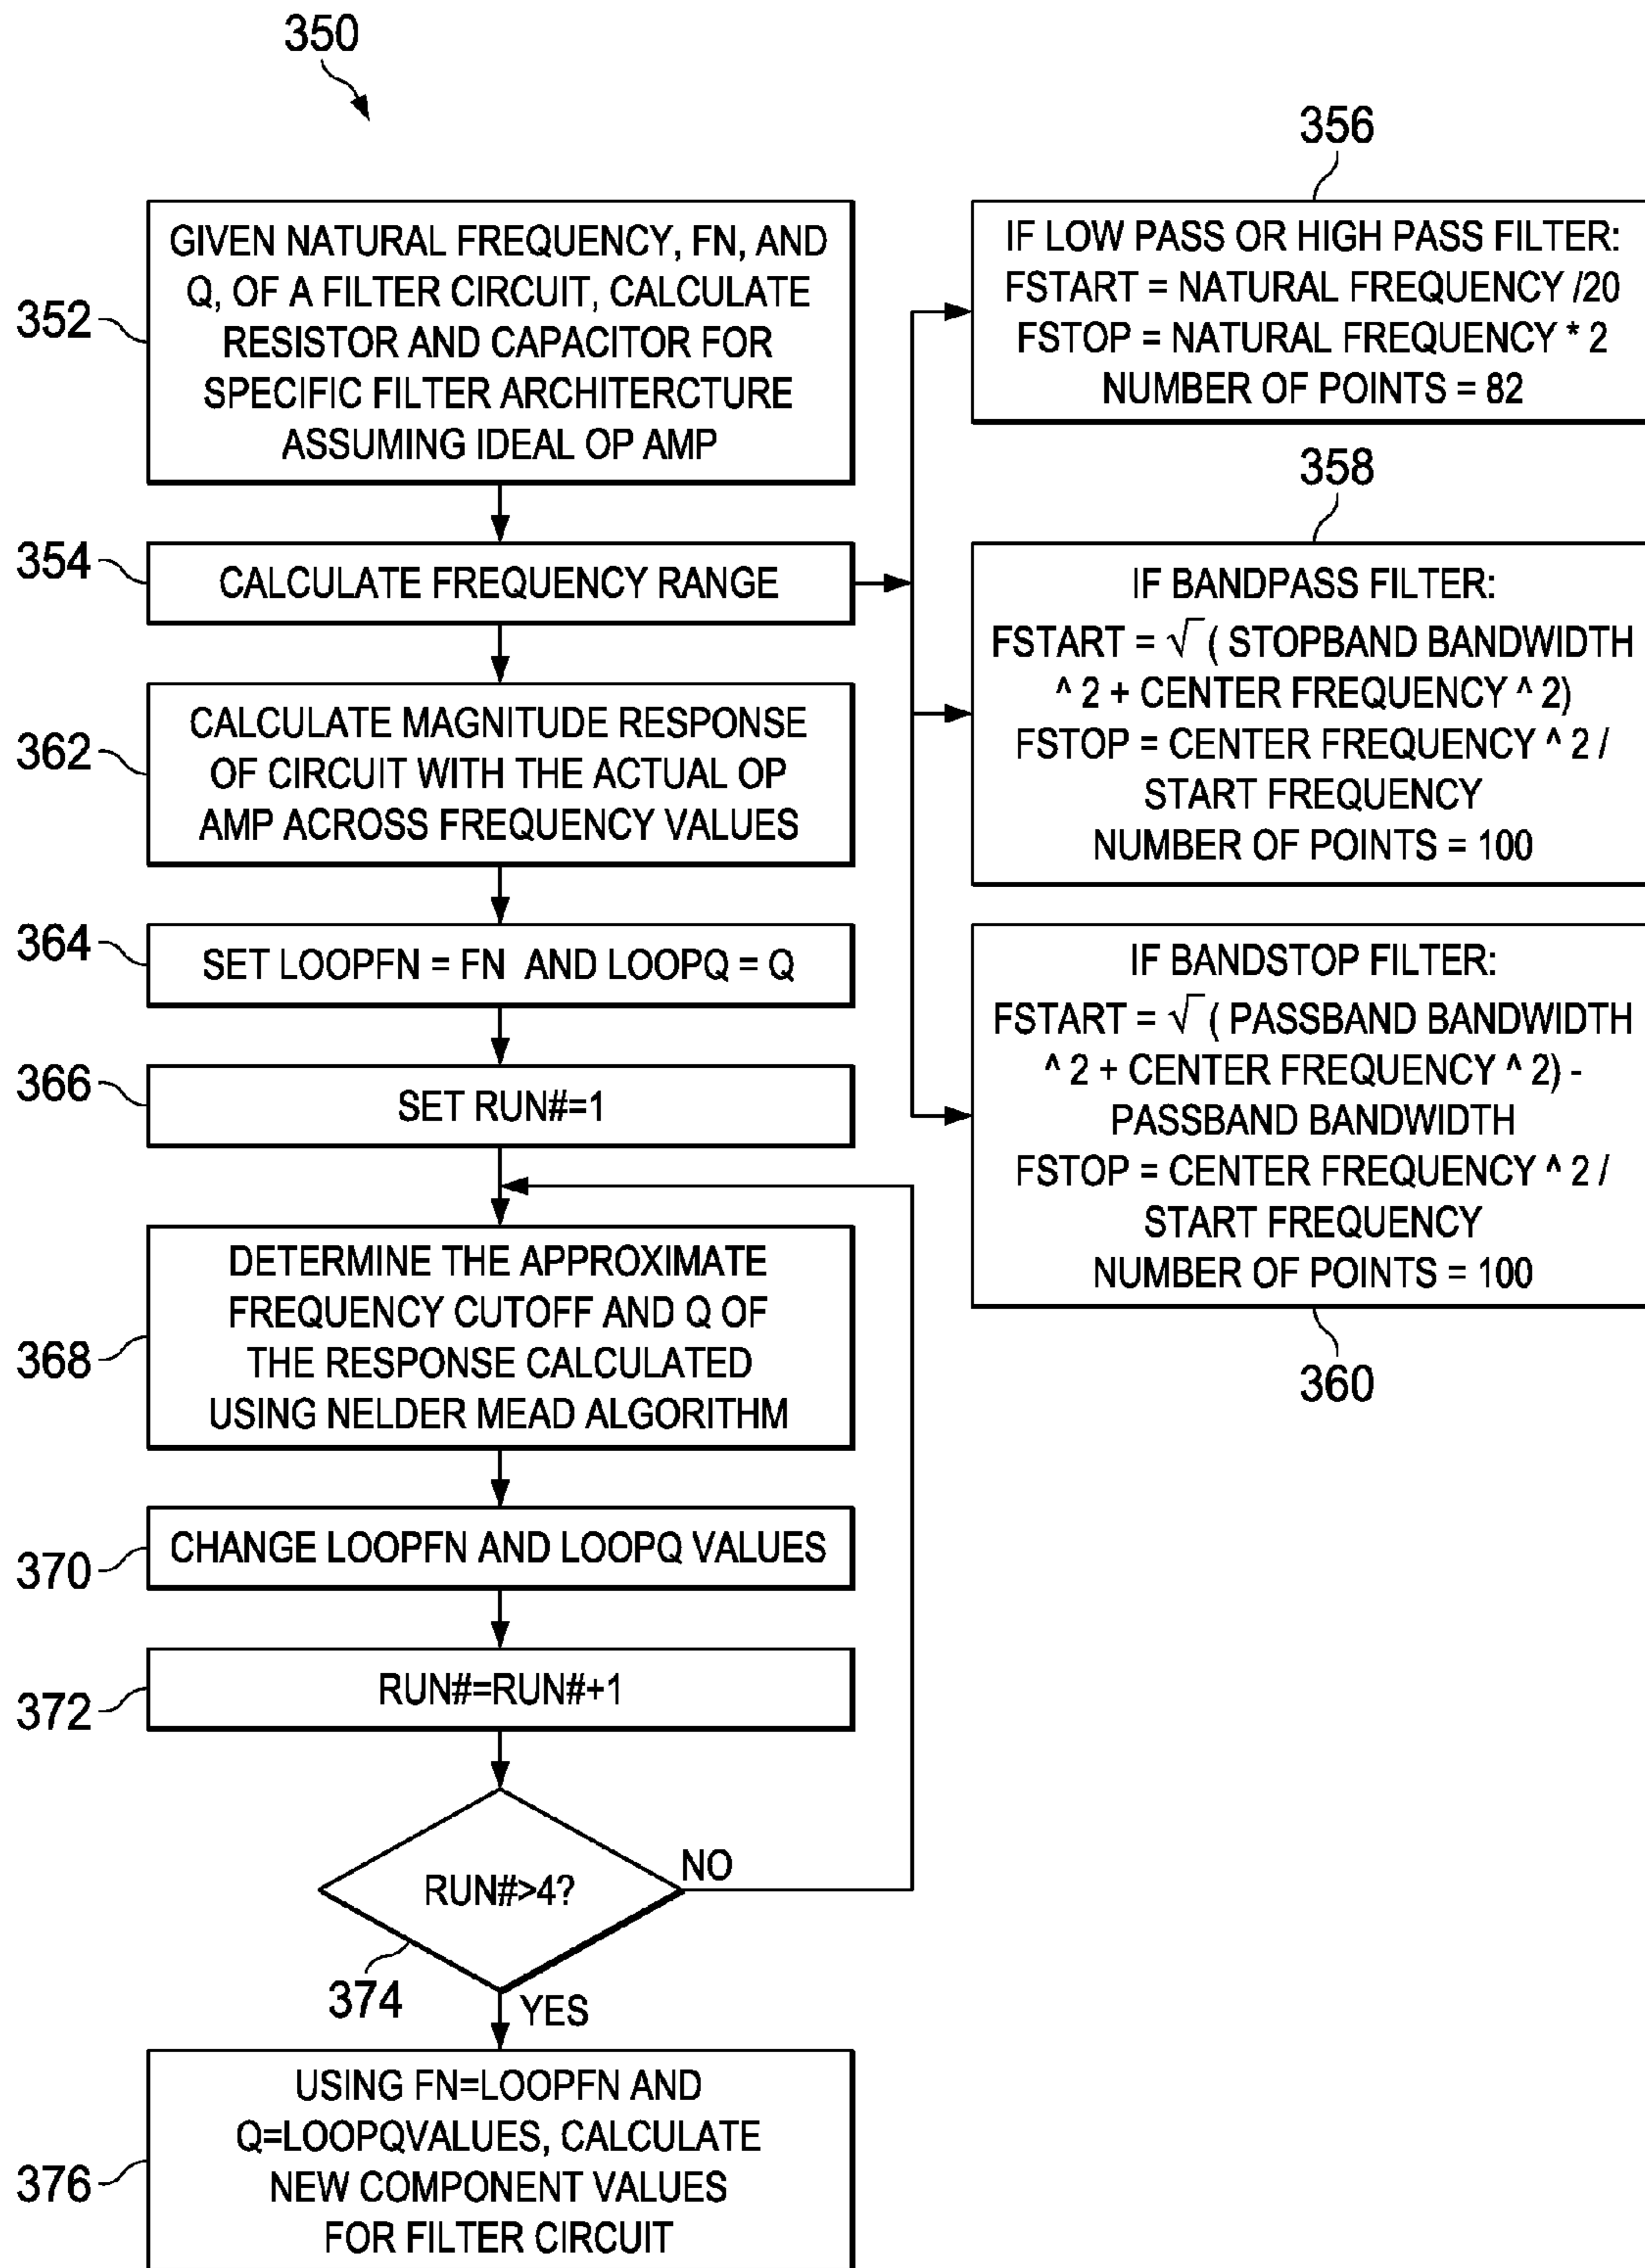 350
352
GIVEN NATURAL FREQUENCY, FN, AND
Q, OF A FILTER CIRCUIT, CALCULATE
RESISTOR AND CAPACITOR FOR
SPECIFIC FILTER ARCHITERCTURE
ASSUMING IDEAL OP AMP
354
CALCULATE FREQUENCY RANGE
356
IF LOW PASS OR HIGH PASS FILTER:
FSTART = NATURAL FREQUENCY /20
FSTOP = NATURAL FREQUENCY * 2
NUMBER OF POINTS = 82
358
IF BANDPASS FILTER:
FSTART = √ ( STOPBAND BANDWIDTH
^ 2 + CENTER FREQUENCY ^ 2)
FSTOP = CENTER FREQUENCY ^ 2 /
START FREQUENCY
NUMBER OF POINTS = 100
IF BANDSTOP FILTER:
FSTART = √ ( PASSBAND BANDWIDTH
^ 2 + CENTER FREQUENCY ^ 2) -
PASSBAND BANDWIDTH
FSTOP = CENTER FREQUENCY ^ 2 /
START FREQUENCY
NUMBER OF POINTS = 100
360
362
CALCULATE MAGNITUDE RESPONSE
OF CIRCUIT WITH THE ACTUAL OP
AMP ACROSS FREQUENCY VALUES
364
SET LOOPFN = FN AND LOOPQ = Q
366
SET RUN#=1
368
DETERMINE THE APPROXIMATE
FREQUENCY CUTOFF AND Q OF
THE RESPONSE CALCULATED
USING NELDER MEAD ALGORITHM
370
CHANGE LOOPFN AND LOOPQ VALUES
372
RUN#=RUN#+1
RUN#>4?
NO
374
YES
376
USING FN=LOOPFN AND
Q=LOOPQVALUES, CALCULATE
NEW COMPONENT VALUES
FOR FILTER CIRCUIT